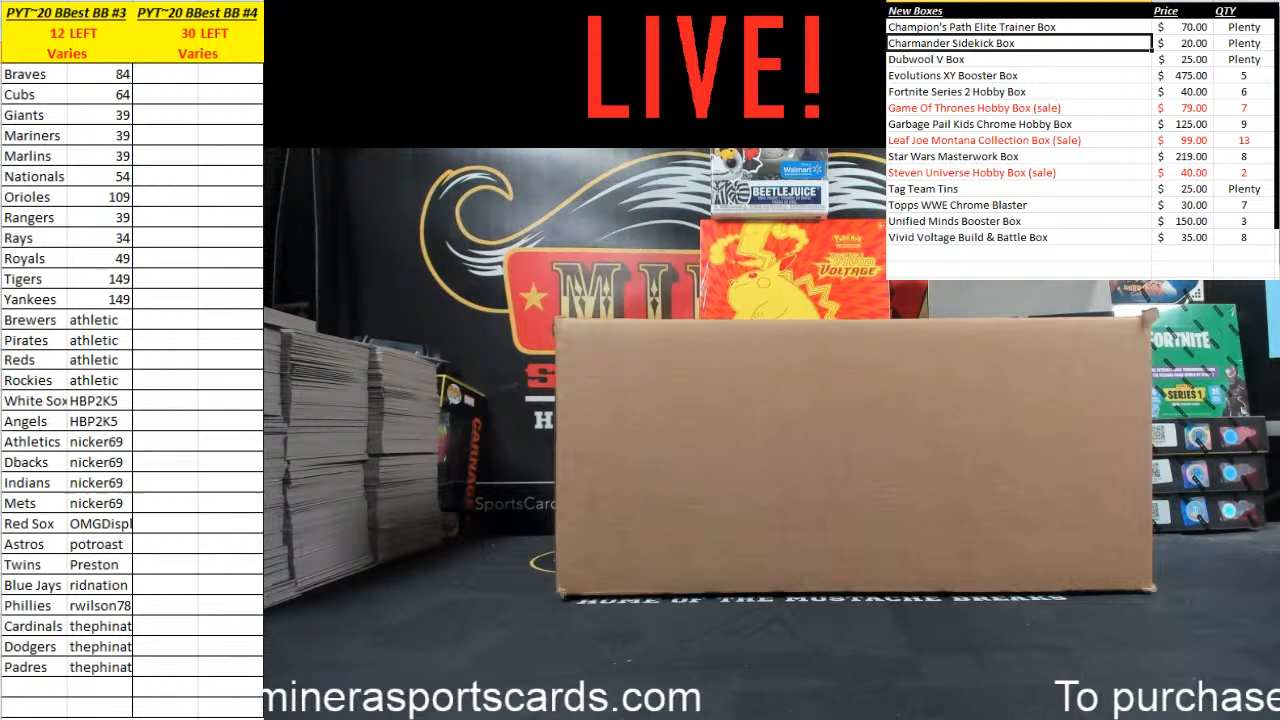 PYT~20 BBest BB #3 PYT~20 BBest BB #4
12 LEFT 30 LEFT
Varies Varies
Braves 84
Cubs 64
Giants 39
Mariners 39
Marlins 39
Nationals 54
Orioles 109
Rangers 39
Rays 34
Royals 49
Tigers 149
Yankees 149
Brewers athletic
Pirates athletic
Reds athletic
Rockies athletic
White Sox HBP2K5
Angels HBP2K5
Athletics nicker69
Dbacks nicker69
Indians nicker69
Mets nicker69
Red Sox OMGDispl
Astros potroast
Twins Preston
Blue Jays ridnation
Phillies rwilson78
Cardinals thephinat
Dodgers thephinat
Padres thephinat
LIVE!
New Boxes Price QTY
Champion's Path Elite Trainer Box $ 70.00 Plenty
Charmander Sidekick Box $ 20.00 Plenty
Dubwool V Box $ 25.00 Plenty
Evolutions XY Booster Box $ 475.00 5
Fortnite Series 2 Hobby Box $ 40.00 6
Game Of Thrones Hobby Box (sale) $ 79.00 7
Garbage Pail Kids Chrome Hobby Box $ 125.00 9
Leaf Joe Montana Collection Box (Sale) $ 99.00 13
Star Wars Masterwork Box $ 219.00 8
Steven Universe Hobby Box (sale) $ 40.00 2
Tag Team Tins $ 25.00 Plenty
Topps WWE Chrome Blaster $ 30.00 7
Unified Minds Booster Box $ 150.00 3
Vivid Voltage Build & Battle Box $ 35.00 8
Walmart
BEETLEJUICE
POKÉMON
VOLTAGE
MI
S
H
FORTNITE
SERIES 1
CARNAGE
SportsCards
HOME OF THE MUSTACHE BREAKS
minerasportscards.com To purchase